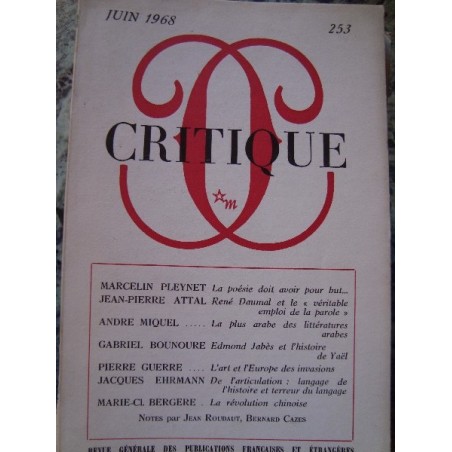 JUIN 1968 253
CRITIQUE
m
MARCELIN PLEYNET La poésie doit avoir pour but...
JEAN-PIERRE ATTAL René Daumal et le « véritable
emploi de la parole »
ANDRE MIQUEL ..... La plus arabe des littératures
arabes
GABRIEL BOUNOURE Edmond Jabès et l'histoire
de Yaël
PIERRE GUERRE .... L'art et l'Europe des invasions
JACQUES EHRMANN De l'articulation : langage de
l'histoire et terreur du langage
MARIE-Cl. BERGERE . La révolution chinoise
NOTES par JEAN ROUDAUT, BERNARD CAZES
REVUE GÉNÉRALE DES PUBLICATIONS FRANÇAISES ET ÉTRANGÈRES